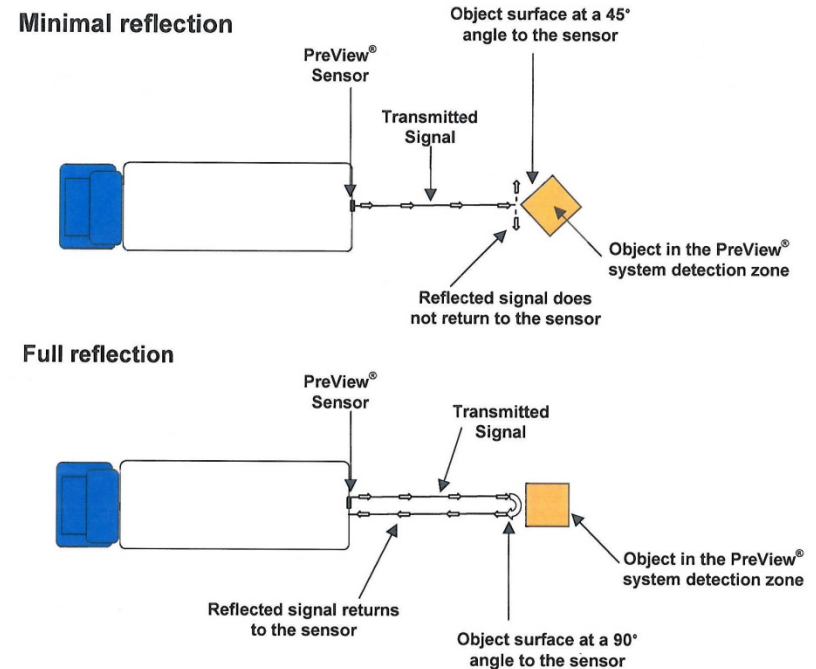 Minimal reflection
Object surface at a 45°
angle to the sensor
PreView®
Sensor
Transmitted
Signal
Object in the PreView®
system detection zone
Reflected signal does
not return to the sensor
Full reflection
PreView®
Sensor
Transmitted
Signal
Object in the PreView®
system detection zone
Reflected signal returns
to the sensor
Object surface at a 90°
angle to the sensor